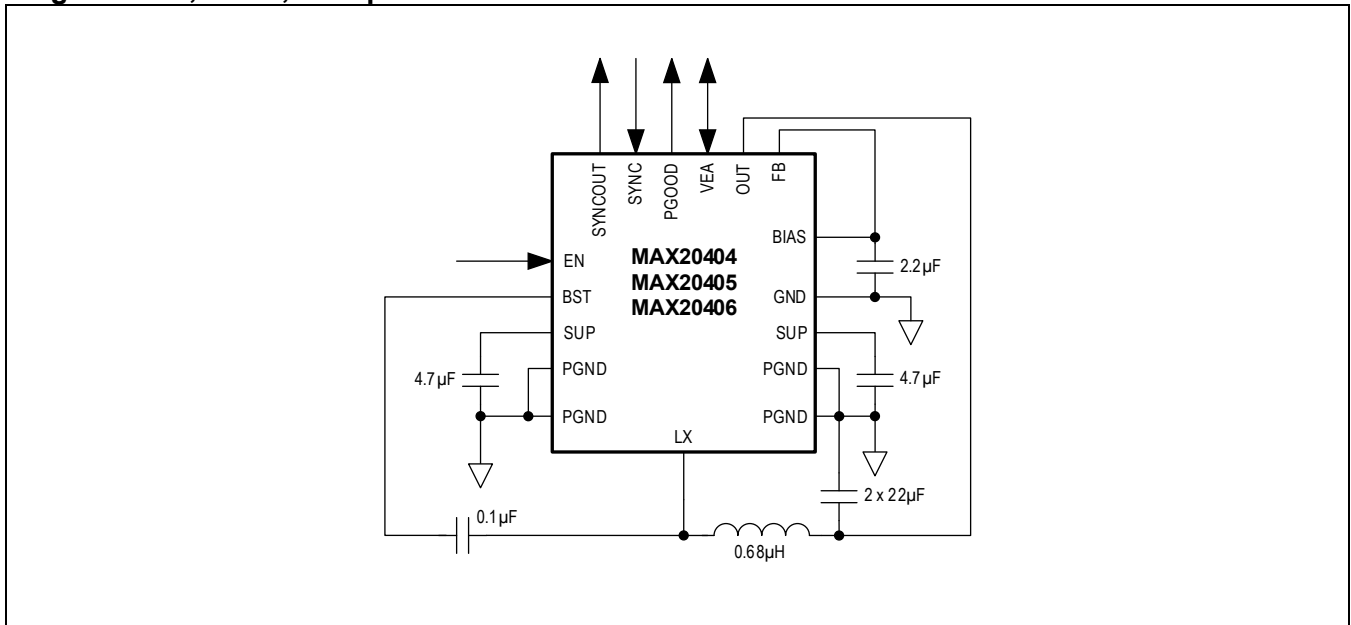 SYNCOUT
SYNC
PGOOD
VEA
OUT
FB
BIAS
2.2µF
EN
MAX20404
MAX20405
MAX20406
BST
GND
SUP
SUP
4.7µF
PGND
PGND
4.7µF
PGND
PGND
LX
2 x 22µF
0.1µF
0.68µH